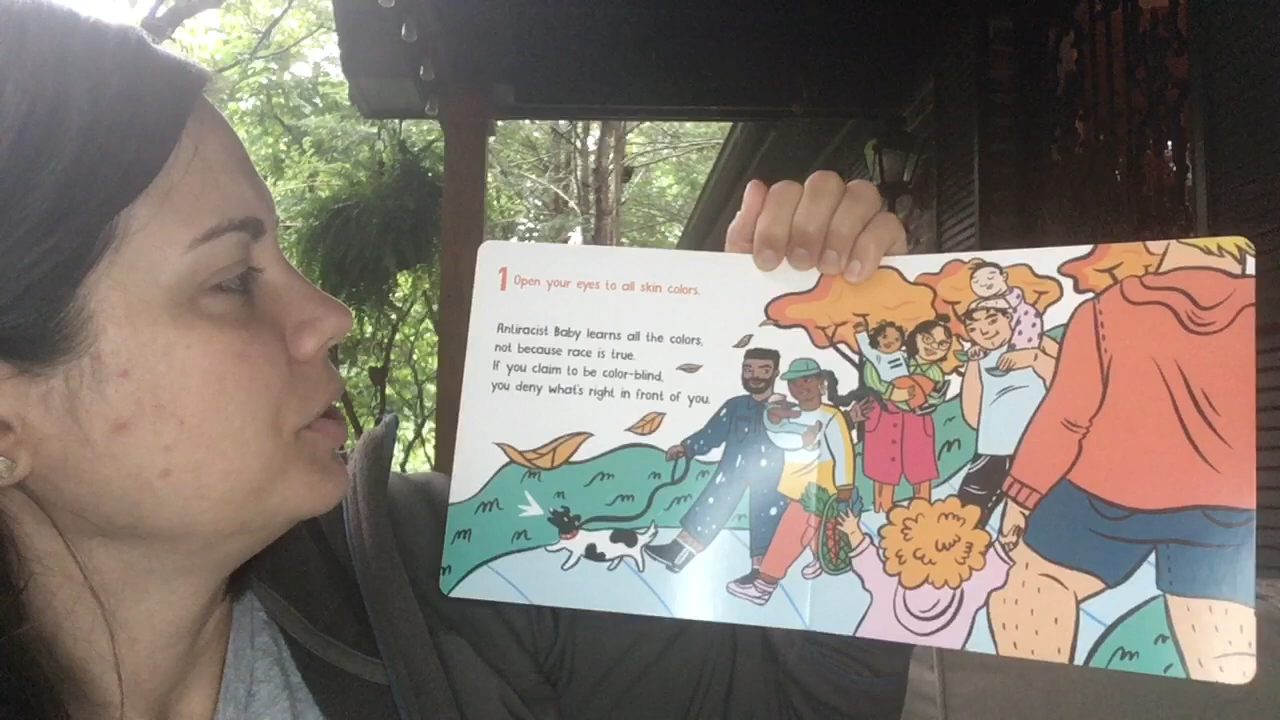 1 Open your eyes to all skin colors.
Antiracist Baby learns all the colors,
not because race is true.
If you claim to be color-blind,
you deny what's right in front of you.